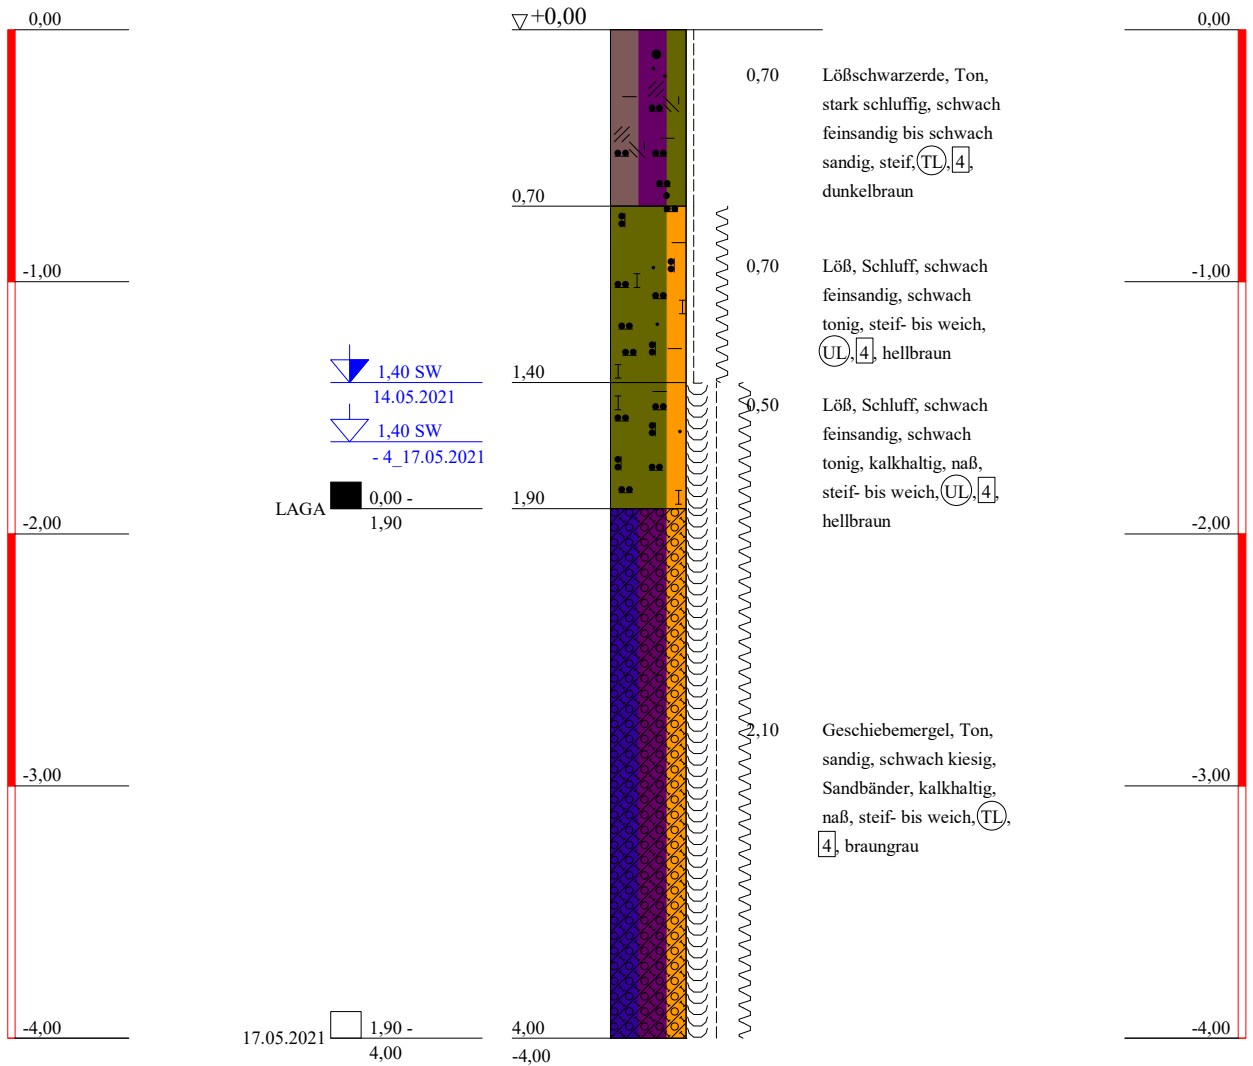 0,00
+0,00
0,00
0,70
Lößschwarzerde, Ton,
stark schluffig, schwach
feinsandig bis schwach
sandig, steif, TL, 4,
dunkelbraun
0,70
0,70
Löß, Schluff, schwach
feinsandig, schwach
tonig, steif- bis weich,
UL, 4, hellbraun
-1,00
-1,00
1,40 SW
14.05.2021
1,40
1,40 SW
- 4_17.05.2021
0,50
Löß, Schluff, schwach
feinsandig, schwach
tonig, kalkhaltig, naß,
steif- bis weich, UL, 4,
hellbraun
LAGA
0,00 -
1,90
1,90
-2,00
-2,00
2,10
Geschiebemergel, Ton,
sandig, schwach kiesig,
Sandbänder, kalkhaltig,
naß, steif- bis weich, TL,
4, braungrau
-3,00
-3,00
-4,00
17.05.2021
1,90 -
4,00
4,00
-4,00
-4,00